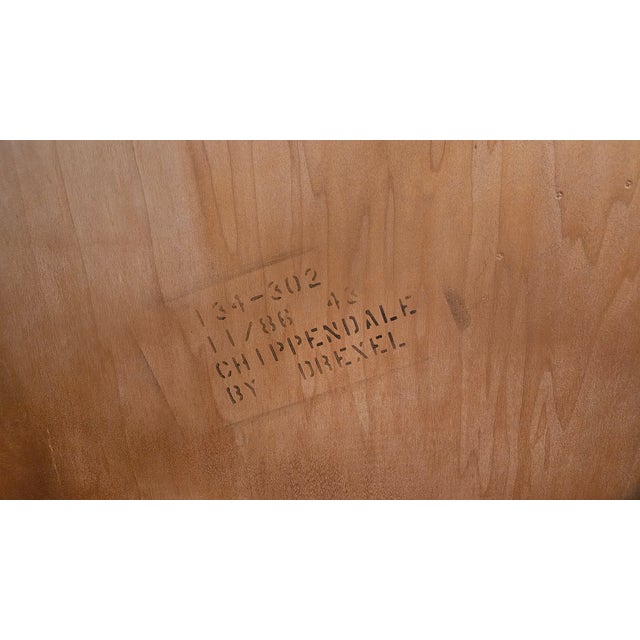 134-302
11/86 43
CHIPPENDALE
BY DREXEL